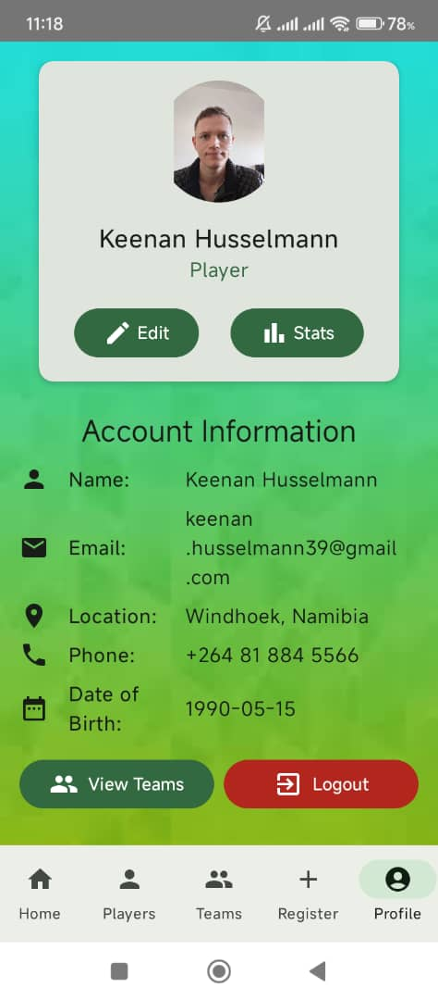 11:18
78%
Keenan Husselmann
Player
Edit
Stats
Account Information
Name:
Keenan Husselmann
Email:
keenan
.husselmann39@gmail
.com
Location:
Windhoek, Namibia
Phone:
+264 81 884 5566
Date of
Birth:
1990-05-15
View Teams
Logout
Home
Players
Teams
Register
Profile